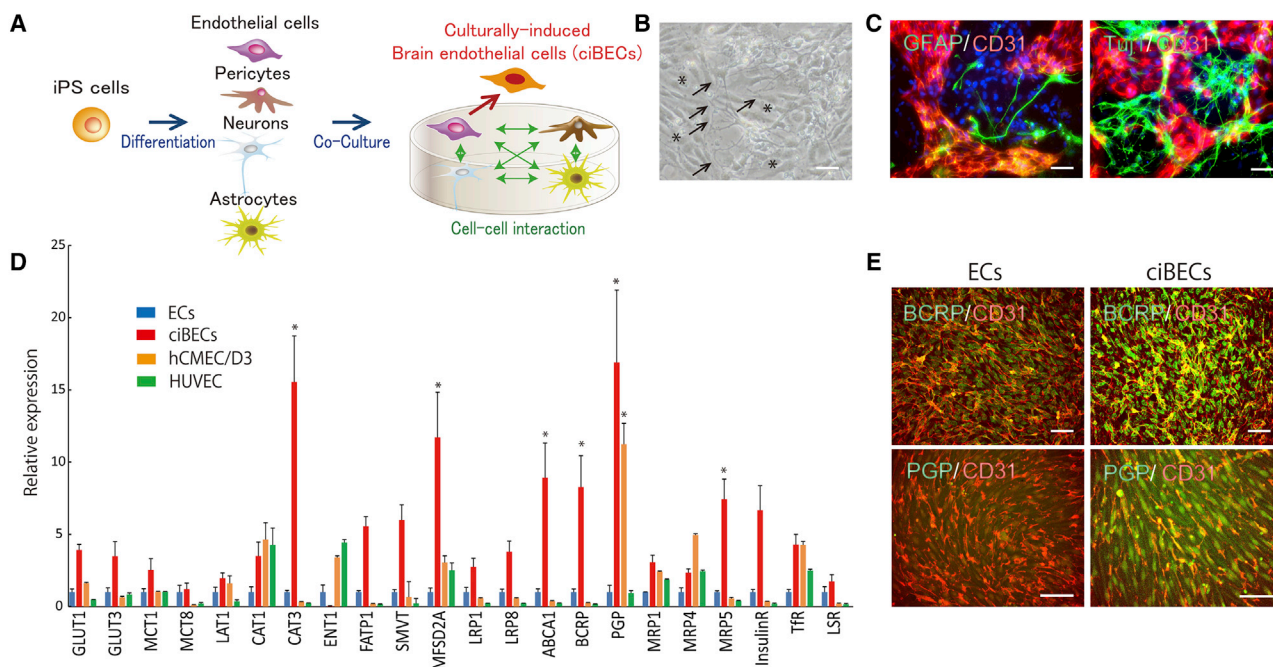 A
Endothelial cells
Pericytes
iPS cells
Neurons
Differentiation
Astrocytes
Co-Culture
Culturally-induced
Brain endothelial cells (ciBECs)
Cell-cell interaction
B
*
*
*
*
C
GFAP/CD31
Tuj1/CD31
D
Relative expression
25
20
15
10
5
0
ECs
ciBECs
hCMEC/D3
HUVEC
*
*
*
*
*
*
*
GLUT1
GLUT3
MCT1
MCT8
LAT1
CAT1
CAT3
ENT1
FATP1
SMVT
MFSD2A
LRP1
LRP8
ABCA1
BCRP
PGP
MRP1
MRP4
MRP5
InsulinR
TfR
LSR
E
ECs
ciBECs
BCRP/CD31
BCRP/CD31
PGP/CD31
PGP/CD31